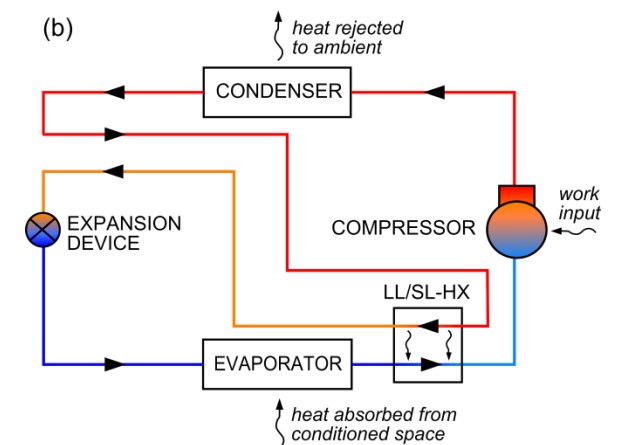 (b)
heat rejected
to ambient
CONDENSER
EXPANSION
DEVICE
COMPRESSOR
work
input
LL/SL-HX
EVAPORATOR
heat absorbed from
conditioned space